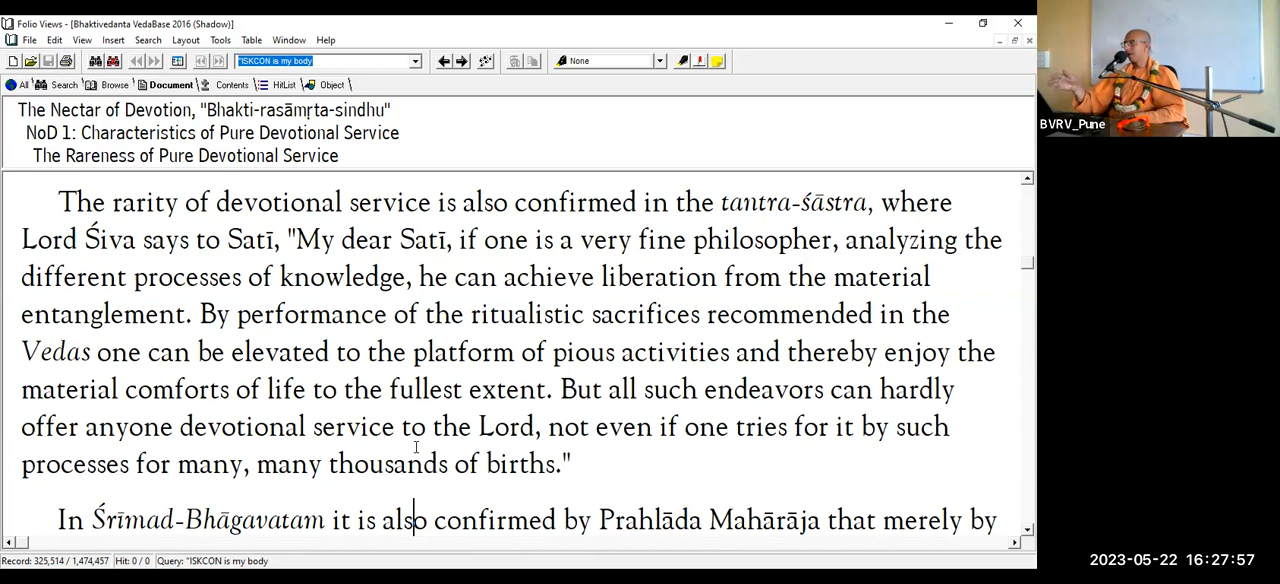 Folio Views - [Bhaktivedanta VedaBase 2016 (Shadow)]
File Edit View Insert Search Layout Tools Table Window Help
"ISKCON is my body
None
All Search Browse Document Contents HitList Object
The Nectar of Devotion, "Bhakti-rasāmṛta-sindhu"
NoD 1: Characteristics of Pure Devotional Service
The Rareness of Pure Devotional Service
The rarity of devotional service is also confirmed in the tantra-śāstra, where
Lord Śiva says to Satī, "My dear Satī, if one is a very fine philosopher, analyzing the
different processes of knowledge, he can achieve liberation from the material
entanglement. By performance of the ritualistic sacrifices recommended in the
Vedas one can be elevated to the platform of pious activities and thereby enjoy the
material comforts of life to the fullest extent. But all such endeavors can hardly
offer anyone devotional service to the Lord, not even if one tries for it by such
processes for many, many thousands of births."
In Śrīmad-Bhāgavatam it is also confirmed by Prahlāda Mahārāja that merely by
Record: 325,514 / 1,474,457 Hit: 0 / 0 Query: "ISKCON is my body
BVRV_Pune
2023-05-22 16:27:57